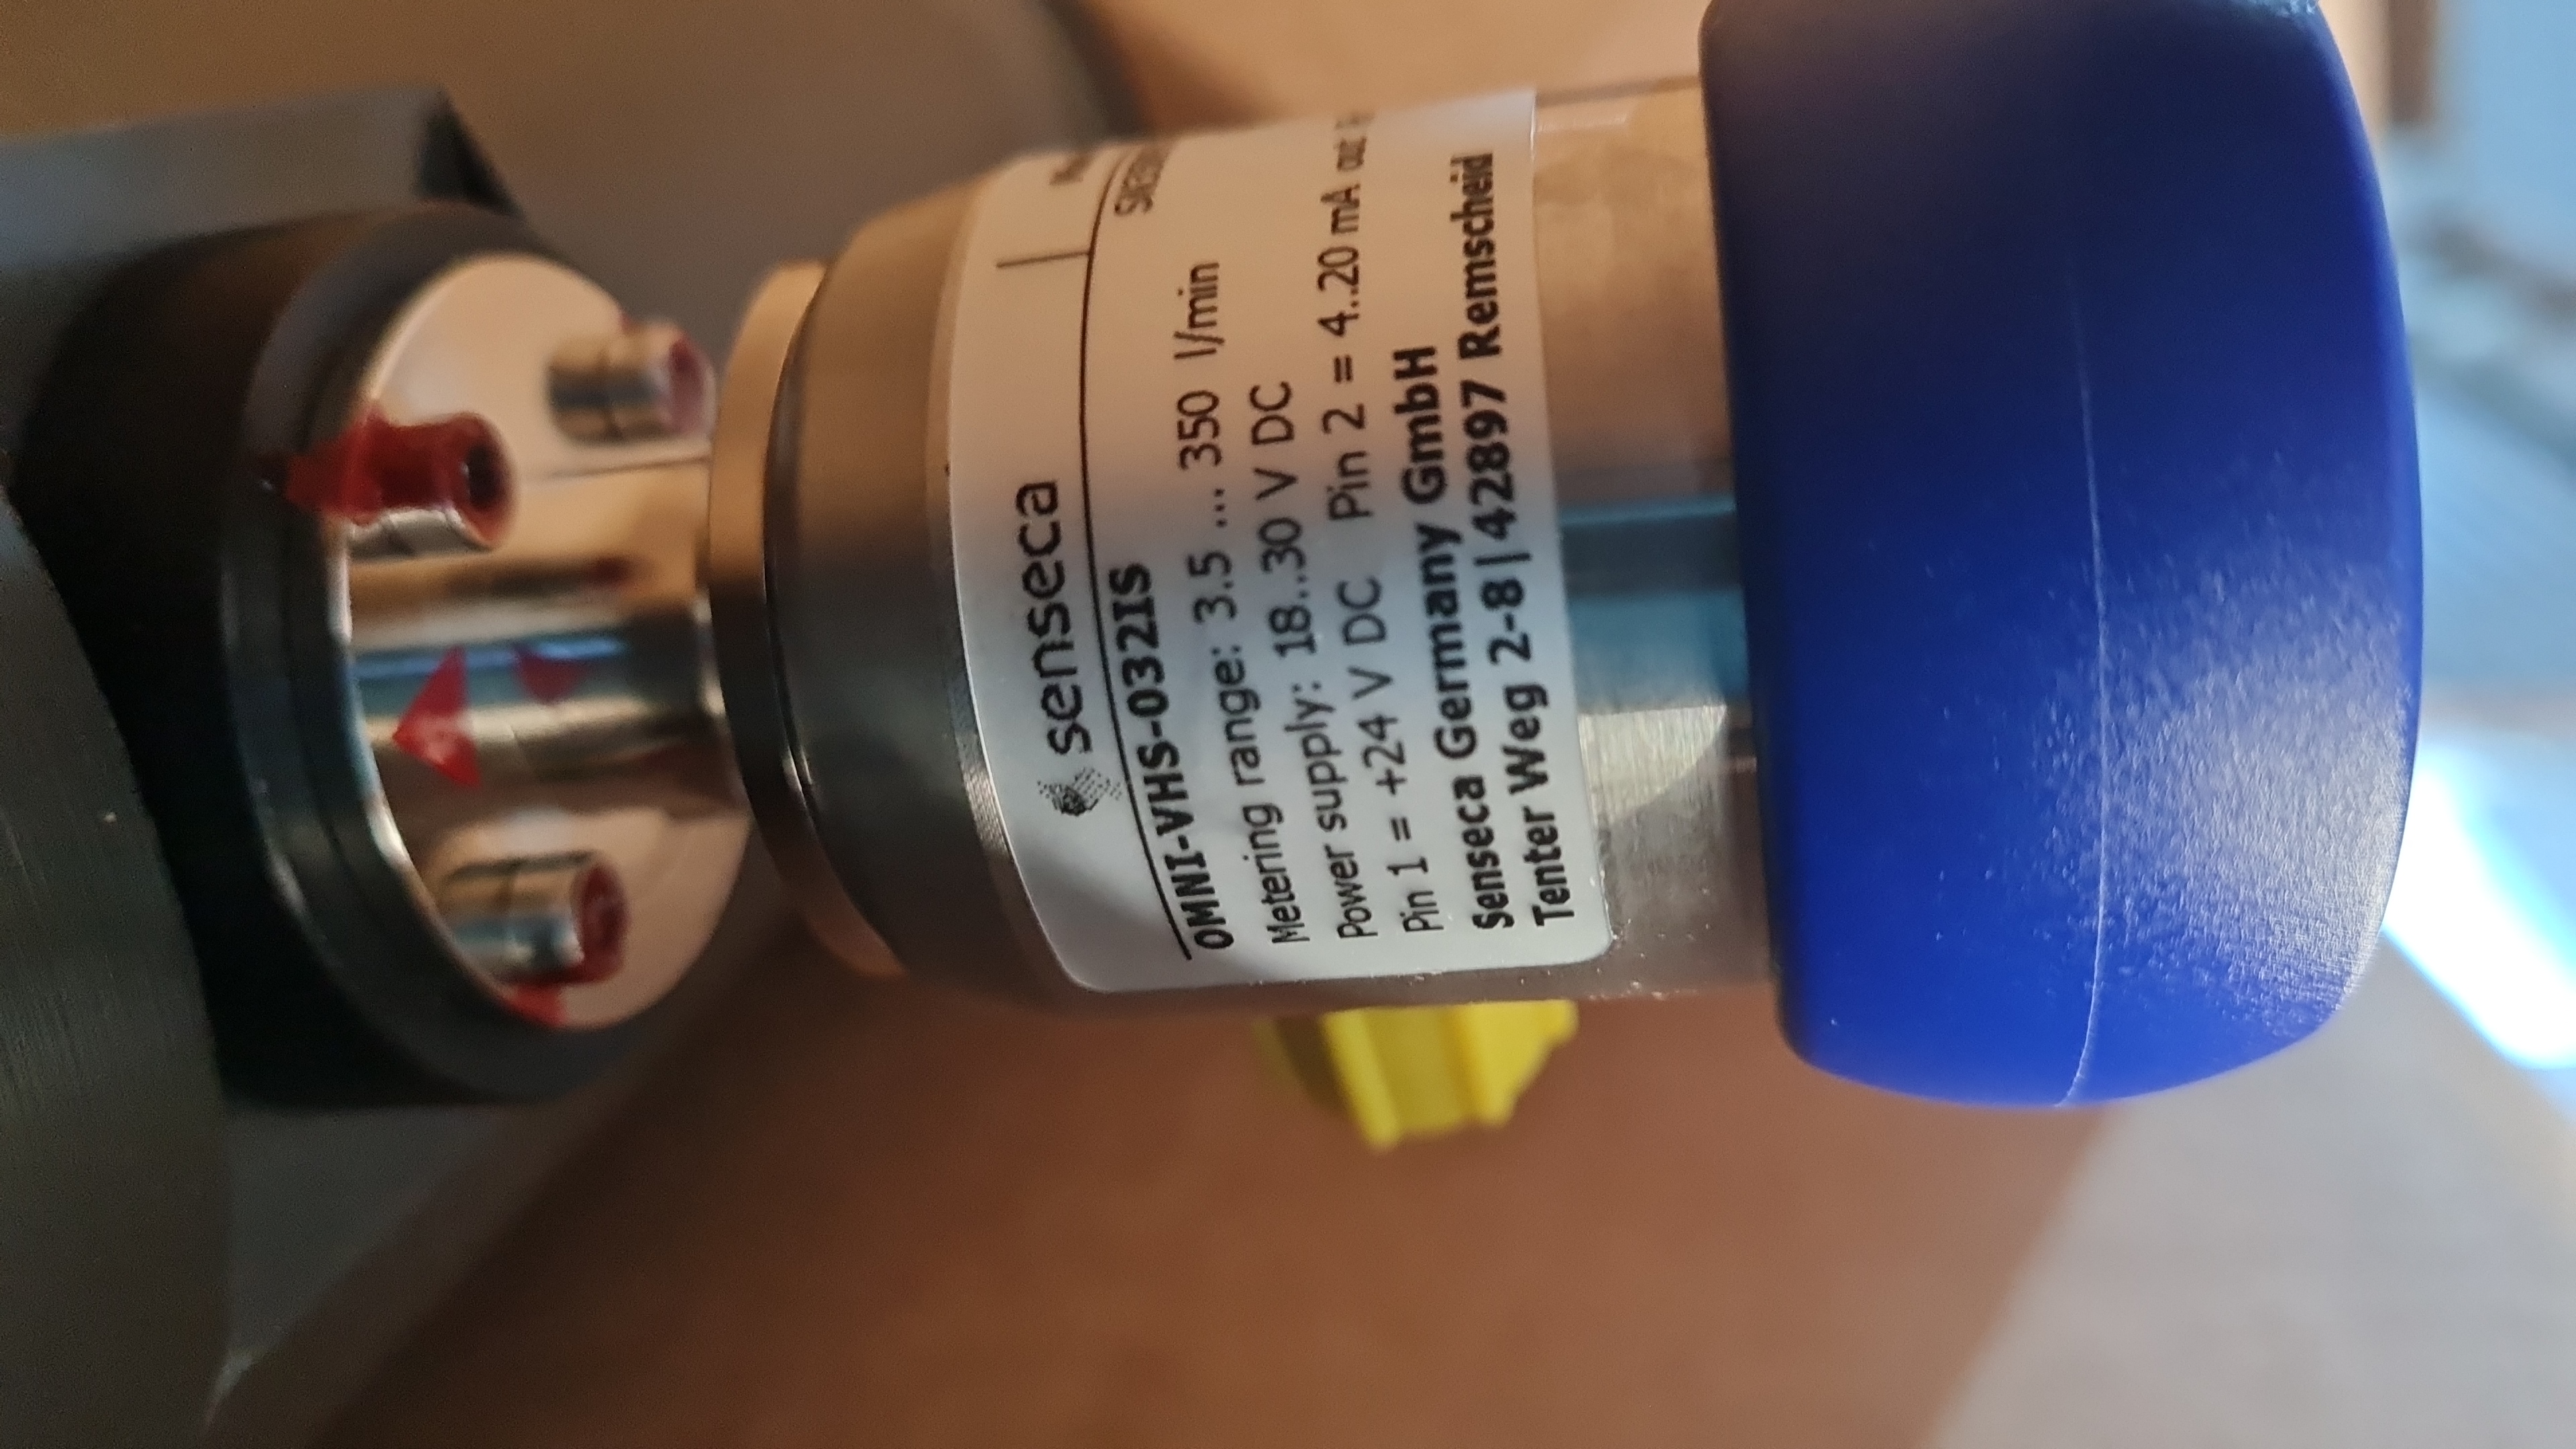 senseca
OMNI-VHS-032IS
Metering range: 3.5 ... 350 l/min
Power supply: 18..30 V DC
Pin 1 = +24 V DC Pin 2 = 4..20 mA out
Senseca Germany GmbH
Tenter Weg 2-8| 42897 Remscheid